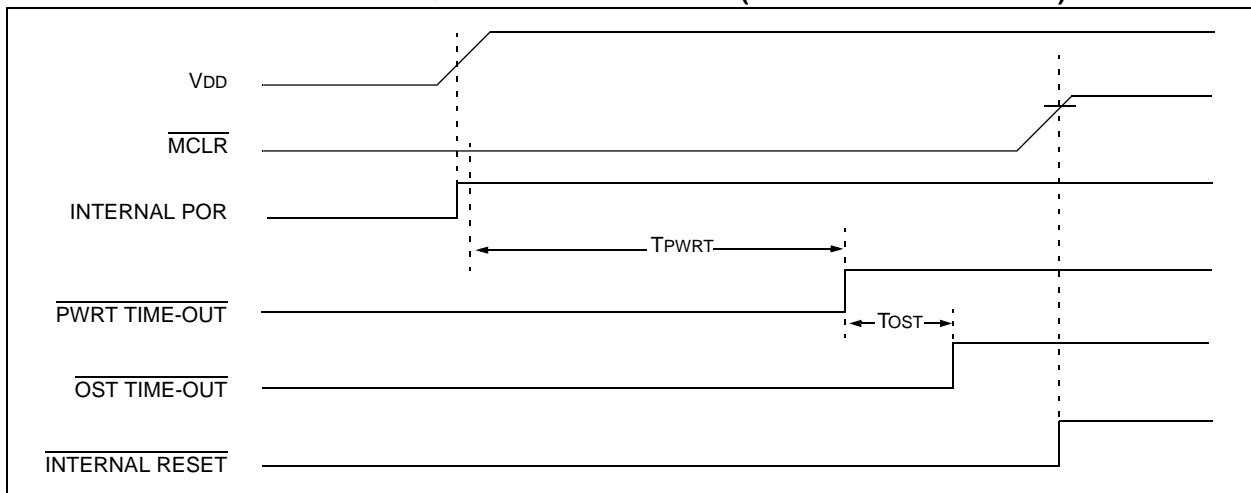 VDD
MCLR
INTERNAL POR
TPWRT
PWRT TIME-OUT
TOST
OST TIME-OUT
INTERNAL RESET